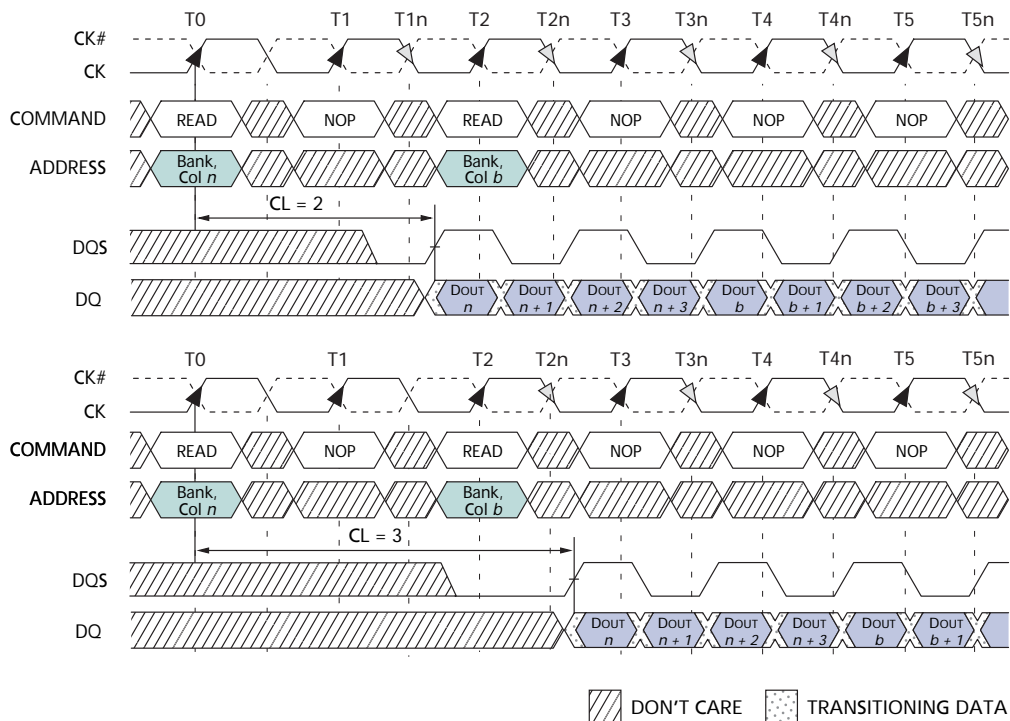 T0 T1 T1n T2 T2n T3 T3n T4 T4n T5 T5n
CK#
CK
COMMAND READ NOP READ NOP NOP NOP
ADDRESS Bank, Col n Bank, Col b
CL = 2
DQS
DQ DOUT n DOUT n + 1 DOUT n + 2 DOUT n + 3 DOUT b DOUT b + 1 DOUT b + 2 DOUT b + 3
T0 T1 T2 T2n T3 T3n T4 T4n T5 T5n
CK#
CK
COMMAND READ NOP READ NOP NOP NOP
ADDRESS Bank, Col n Bank, Col b
CL = 3
DQS
DQ DOUT n DOUT n + 1 DOUT n + 2 DOUT n + 3 DOUT b DOUT b + 1
DON'T CARE TRANSITIONING DATA